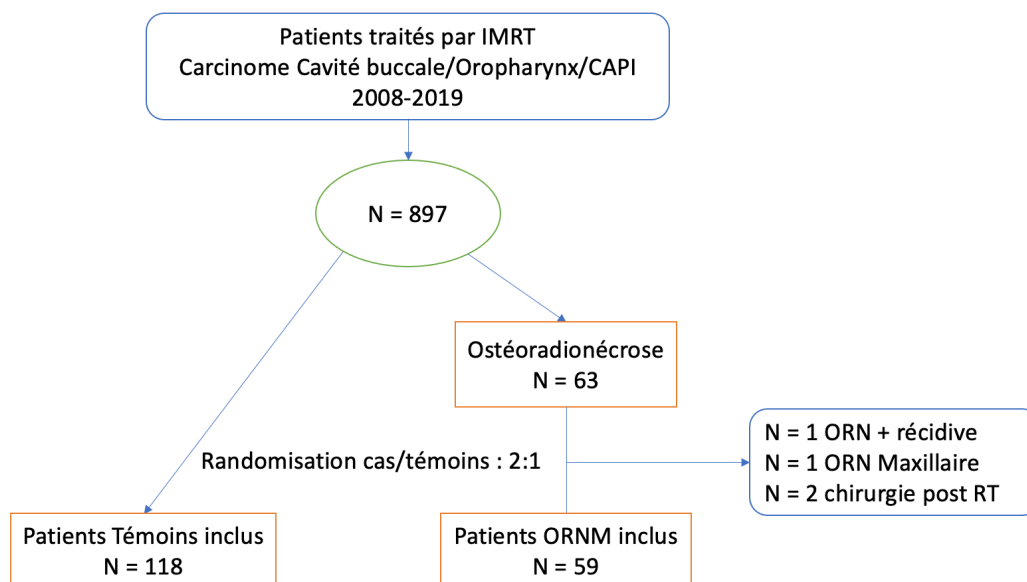 Patients traités par IMRT
Carcinome Cavité buccale/Oropharynx/CAPI
2008-2019
N = 897
Ostéoradionécrose
N = 63
N = 1 ORN + récidive
N = 1 ORN Maxillaire
N = 2 chirurgie post RT
Randomisation cas/témoins : 2:1
Patients Témoins inclus
N = 118
Patients ORNM inclus
N = 59